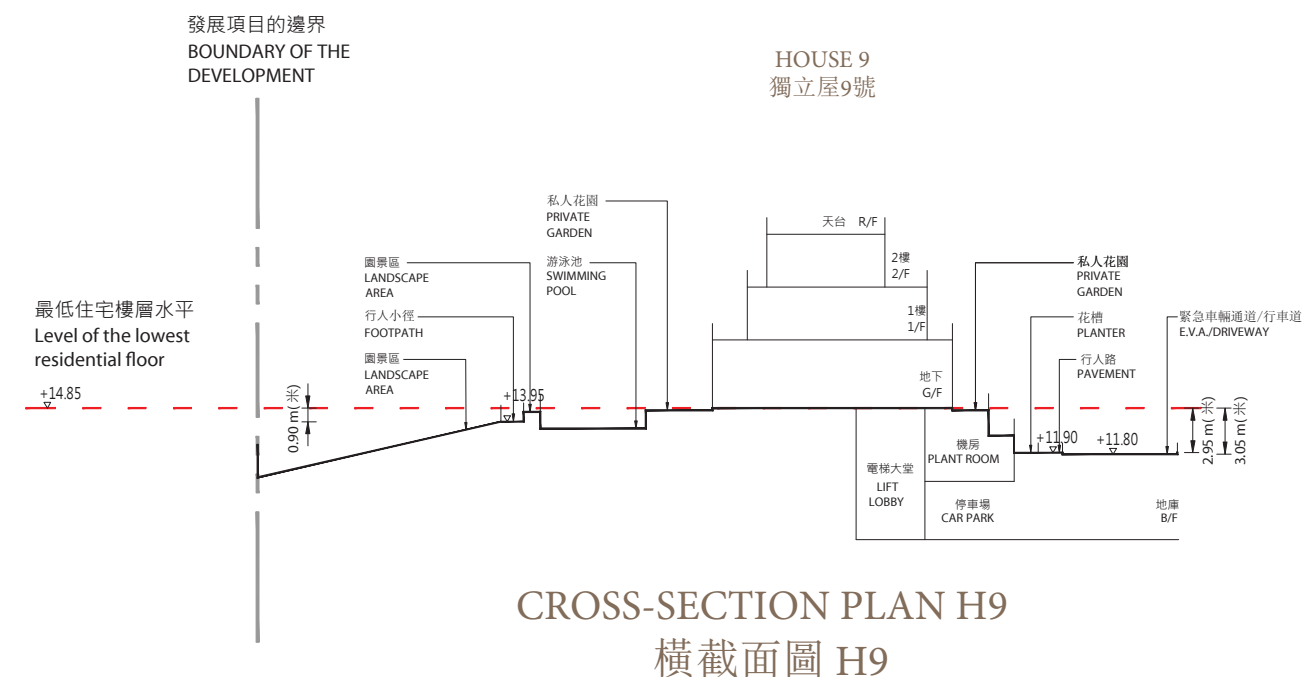 發展項目的邊界
BOUNDARY OF THE
DEVELOPMENT
HOUSE 9
獨立屋9號
私人花園
PRIVATE
GARDEN
天台 R/F
園景區
LANDSCAPE
AREA
游泳池
SWIMMING
POOL
2樓
2/F
私人花園
PRIVATE
GARDEN
最低住宅樓層水平
Level of the lowest
residential floor
行人小徑
FOOTPATH
1樓
1/F
花槽
PLANTER
緊急車輛通道/行車道
E.V.A./DRIVEWAY
園景區
LANDSCAPE
AREA
行人路
PAVEMENT
地下
G/F
+14.85
0.90 m(米)
+13.95
機房
PLANT ROOM
+11.90
+11.80
2.95 m(米)
3.05 m(米)
電梯大堂
LIFT
LOBBY
停車場
CAR PARK
地庫
B/F
CROSS-SECTION PLAN H9
橫截面圖 H9